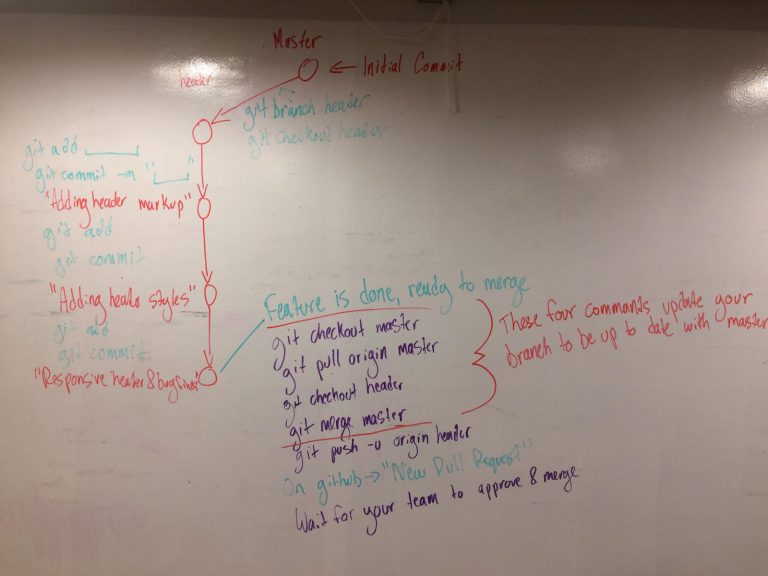 Master
← Initial Commit
header
git branch header
git checkout header
git add ______
git commit -m "______"
"Adding header markup"
git add
git commit
"Adding header styles"
git add
git commit
"Responsive header & bug fixes"
Feature is done, ready to merge
git checkout master
git pull origin master
git checkout header
git merge master
These four commands update your
branch to be up to date with master
git push -u origin header
On github → "New Pull Request"
Wait for your team to approve & merge